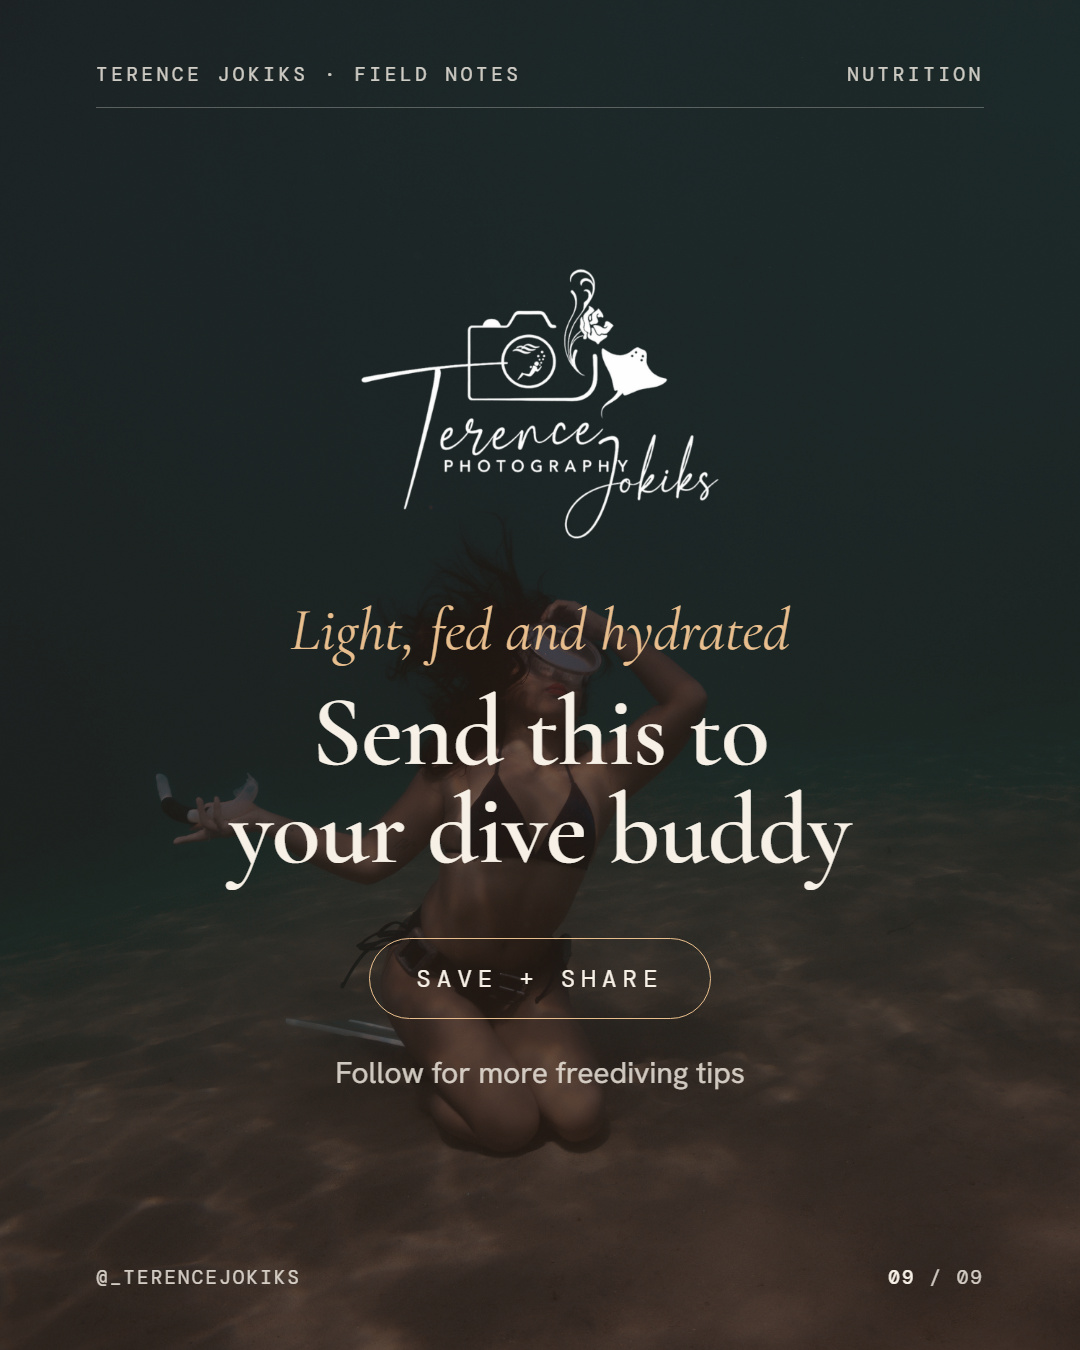 TERENCE JOKIKS · FIELD NOTES
NUTRITION
Terence
PHOTOGRAPHY
Jokiks
Light, fed and hydrated
Send this to
your dive buddy
SAVE + SHARE
Follow for more freediving tips
@_TERENCEJOKIKS
09 / 09